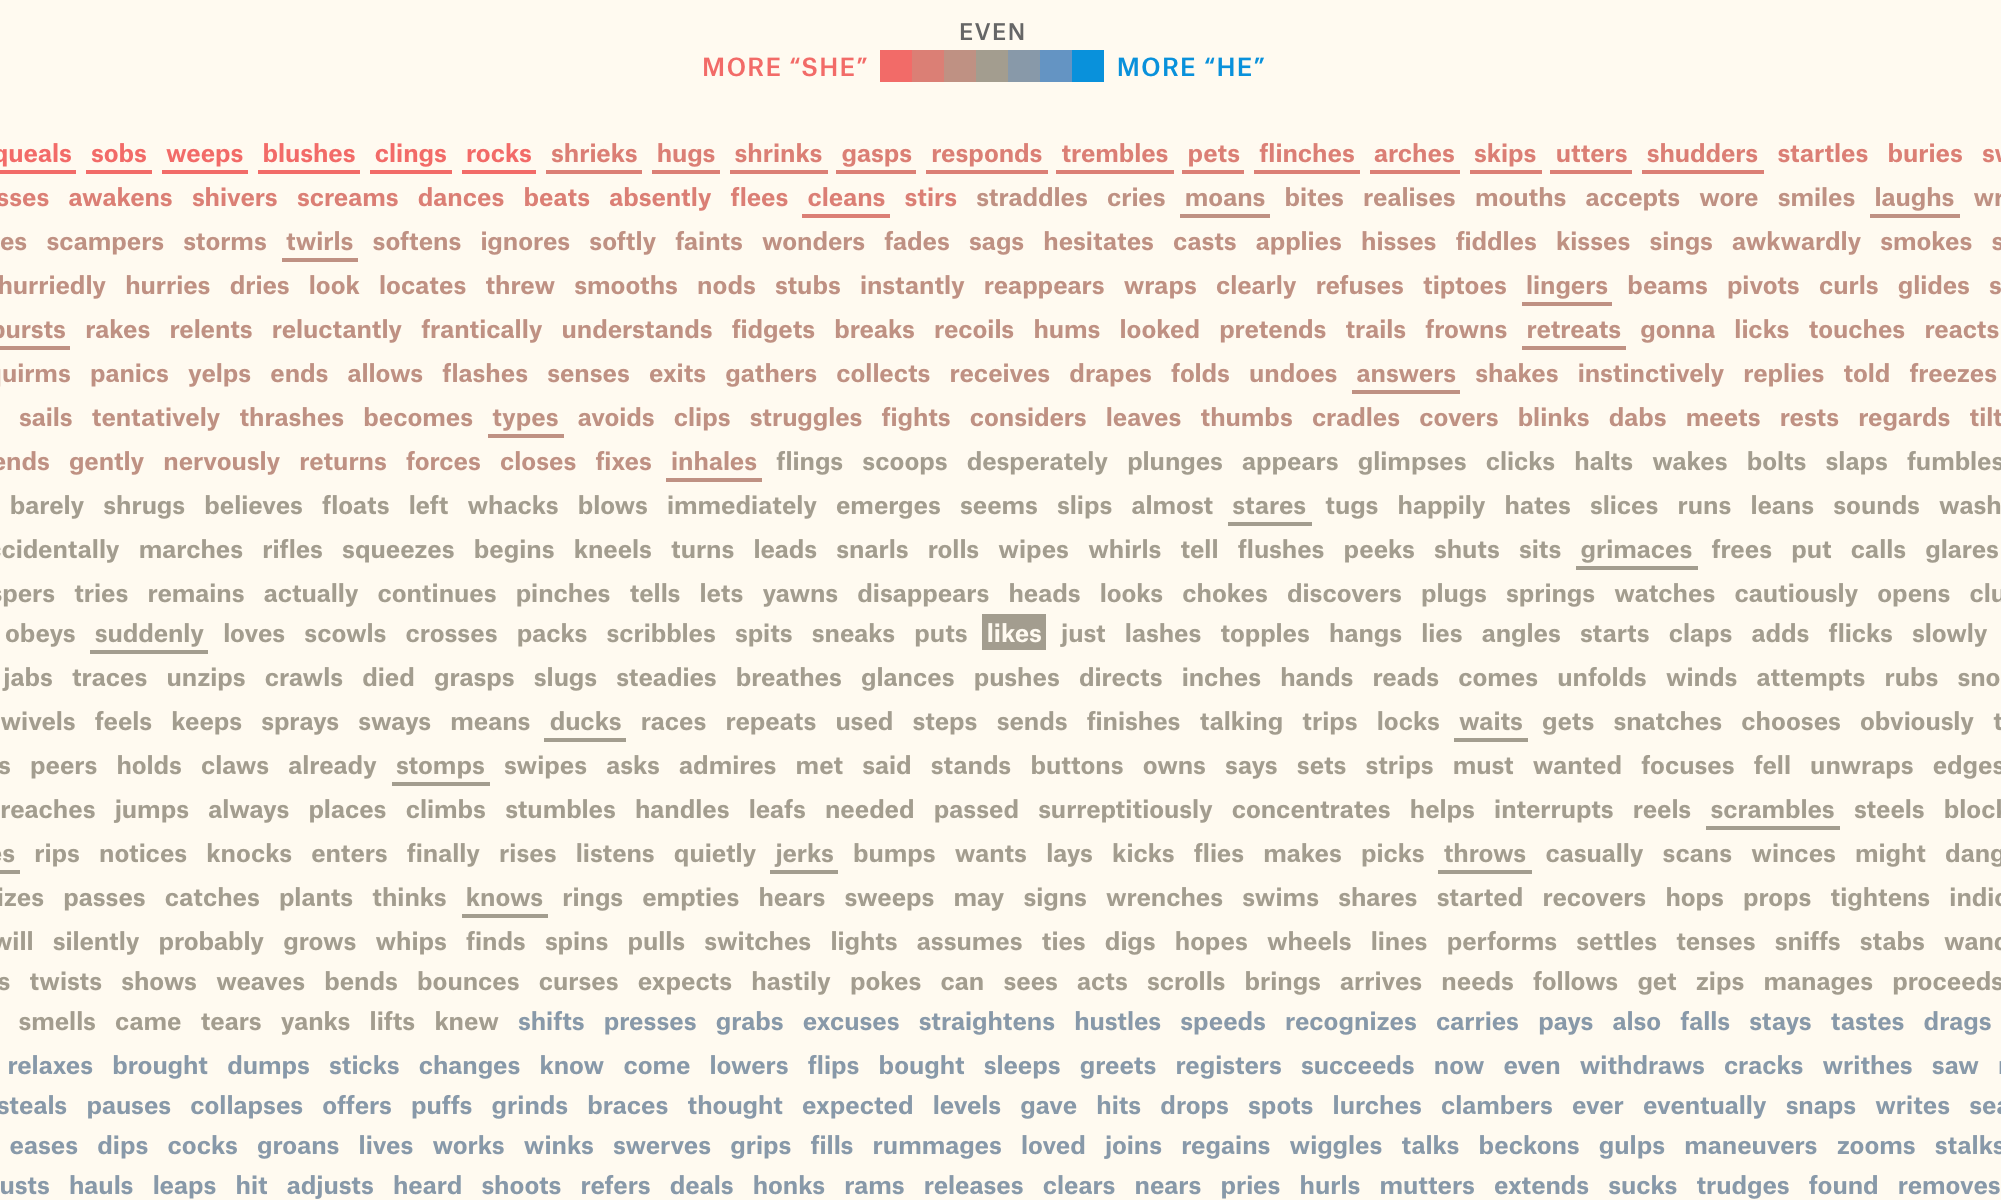 EVEN
MORE “SHE” MORE “HE”
queals sobs weeps blushes clings rocks shrieks hugs shrinks gasps responds trembles pets flinches arches skips utters shudders startles buries sw
sses awakens shivers screams dances beats absently flees cleans stirs straddles cries moans bites realises mouths accepts wore smiles laughs wr
es scampers storms twirls softens ignores softly faints wonders fades sags hesitates casts applies hisses fiddles kisses sings awkwardly smokes s
hurriedly hurries dries look locates threw smooths nods stubs instantly reappears wraps clearly refuses tiptoes lingers beams pivots curls glides s
bursts rakes relents reluctantly frantically understands fidgets breaks recoils hums looked pretends trails frowns retreats gonna licks touches reacts
uirms panics yelps ends allows flashes senses exits gathers collects receives drapes folds undoes answers shakes instinctively replies told freezes
sails tentatively thrashes becomes types avoids clips struggles fights considers leaves thumbs cradles covers blinks dabs meets rests regards tilt
ends gently nervously returns forces closes fixes inhales flings scoops desperately plunges appears glimpses clicks halts wakes bolts slaps fumbles
barely shrugs believes floats left whacks blows immediately emerges seems slips almost stares tugs happily hates slices runs leans sounds wash
cidentally marches rifles squeezes begins kneels turns leads snarls rolls wipes whirls tell flushes peeks shuts sits grimaces frees put calls glares
spers tries remains actually continues pinches tells lets yawns disappears heads looks chokes discovers plugs springs watches cautiously opens clu
obeys suddenly loves scowls crosses packs scribbles spits sneaks puts likes just lashes topples hangs lies angles starts claps adds flicks slowly
jabs traces unzips crawls died grasps slugs steadies breathes glances pushes directs inches hands reads comes unfolds winds attempts rubs sno
wivels feels keeps sprays sways means ducks races repeats used steps sends finishes talking trips locks waits gets snatches chooses obviously t
s peers holds claws already stomps swipes asks admires met said stands buttons owns says sets strips must wanted focuses fell unwraps edges
reaches jumps always places climbs stumbles handles leafs needed passed surreptitiously concentrates helps interrupts reels scrambles steels block
es rips notices knocks enters finally rises listens quietly jerks bumps wants lays kicks flies makes picks throws casually scans winces might dang
izes passes catches plants thinks knows rings empties hears sweeps may signs wrenches swims shares started recovers hops props tightens indic
will silently probably grows whips finds spins pulls switches lights assumes ties digs hopes wheels lines performs settles tenses sniffs stabs wand
s twists shows weaves bends bounces curses expects hastily pokes can sees acts scrolls brings arrives needs follows get zips manages proceeds
smells came tears yanks lifts knew shifts presses grabs excuses straightens hustles speeds recognizes carries pays also falls stays tastes drags
relaxes brought dumps sticks changes know come lowers flips bought sleeps greets registers succeeds now even withdraws cracks writhes saw
steals pauses collapses offers puffs grinds braces thought expected levels gave hits drops spots lurches clambers ever eventually snaps writes sea
eases dips cocks groans lives works winks swerves grips fills rummages loved joins regains wiggles talks beckons gulps maneuvers zooms stalks
usts hauls leaps hit adjusts heard shoots refers deals honks rams releases clears nears pries hurls mutters extends sucks trudges found removes